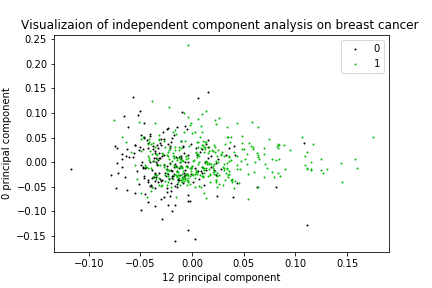 Visualizaion of independent component analysis on breast cancer
0.25
0.20
0.15
0.10
0.05
0.00
−0.05
−0.10
−0.15
0 principal component
0
1
−0.10 −0.05 0.00 0.05 0.10 0.15
12 principal component